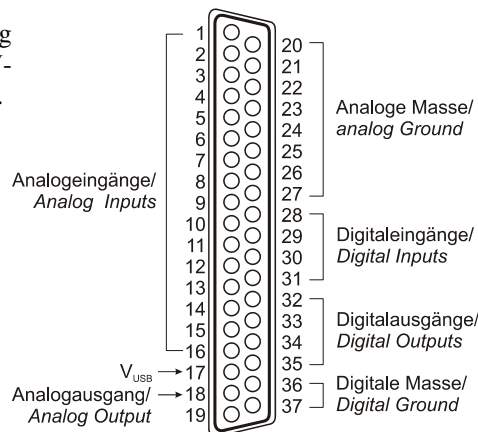 g
-
.
1
2
3
4
5
6
7
8
9
10
11
12
13
14
15
16
17
18
19
20
21
22
23
24
25
26
27
28
29
30
31
32
33
34
35
36
37
Analogeingänge/
Analog Inputs
V_USB
Analogausgang/
Analog Output
Analoge Masse/
analog Ground
Digitaleingänge/
Digital Inputs
Digitalausgänge/
Digital Outputs
Digitale Masse/
Digital Ground